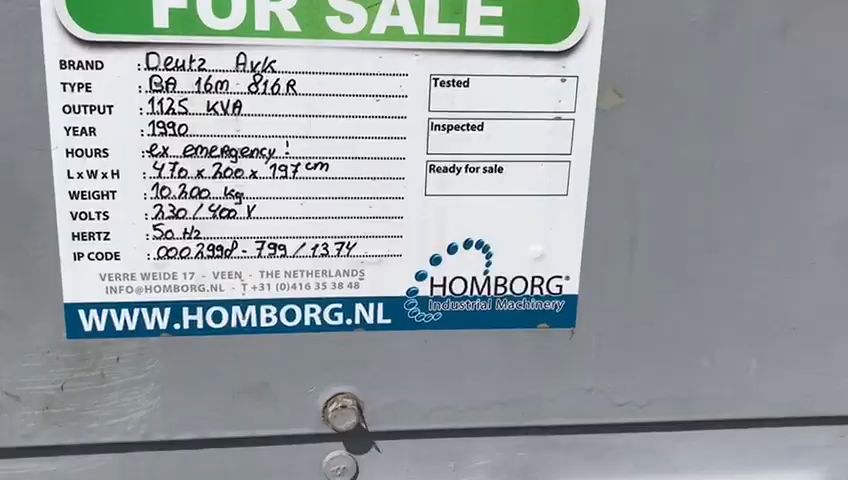 FOR SALE
BRAND : Deutz Avk
TYPE : BA 16m 816R
OUTPUT : 1125 KVA
YEAR : 1990
HOURS : ex emergency!
L x W x H : 470 x 200 x 197 cm
WEIGHT : 10.200 kg
VOLTS : 230/400 V
HERTZ : 50 Hz
IP CODE : 0002998-799/1374
Tested
Inspected
Ready for sale
VERRE WEIDE 17 - VEEN - THE NETHERLANDS
INFO@HOMBORG.NL - T +31 (0)416 35 38 48
HOMBORG®
Industrial Machinery
WWW.HOMBORG.NL